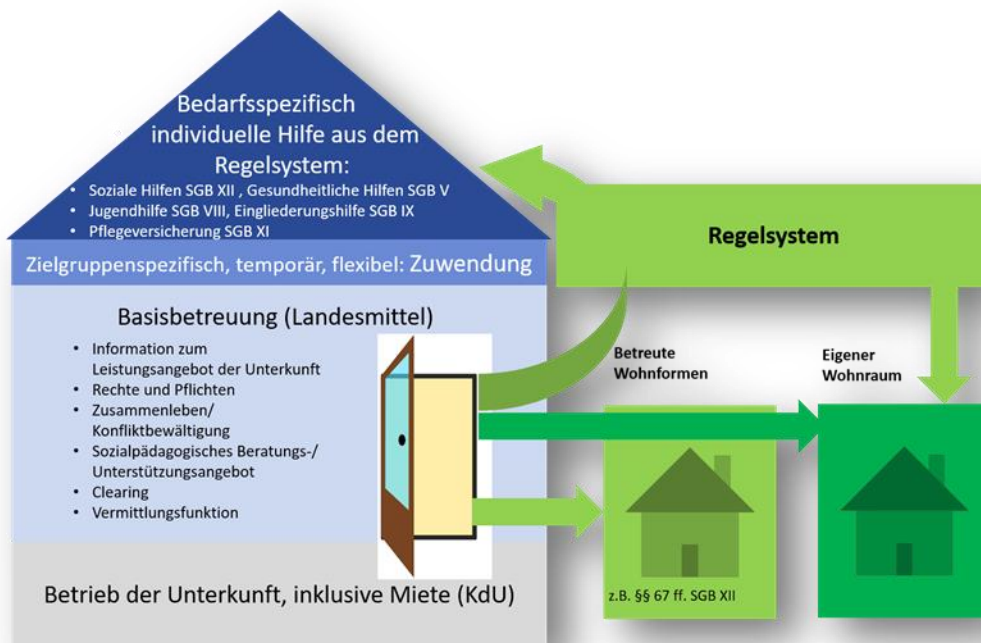 Bedarfsspezifisch
individuelle Hilfe aus dem
Regelsystem:
• Soziale Hilfen SGB XII , Gesundheitliche Hilfen SGB V
• Jugendhilfe SGB VIII, Eingliederungshilfe SGB IX
• Pflegeversicherung SGB XI
Zielgruppenspezifisch, temporär, flexibel: Zuwendung
Basisbetreuung (Landesmittel)
• Information zum
Leistungsangebot der Unterkunft
• Rechte und Pflichten
• Zusammenleben/
Konfliktbewältigung
• Sozialpädagogisches Beratungs-/
Unterstützungsangebot
• Clearing
• Vermittlungsfunktion
Betrieb der Unterkunft, inklusive Miete (KdU)
Regelsystem
Betreute
Wohnformen
Eigener
Wohnraum
z.B. §§ 67 ff. SGB XII